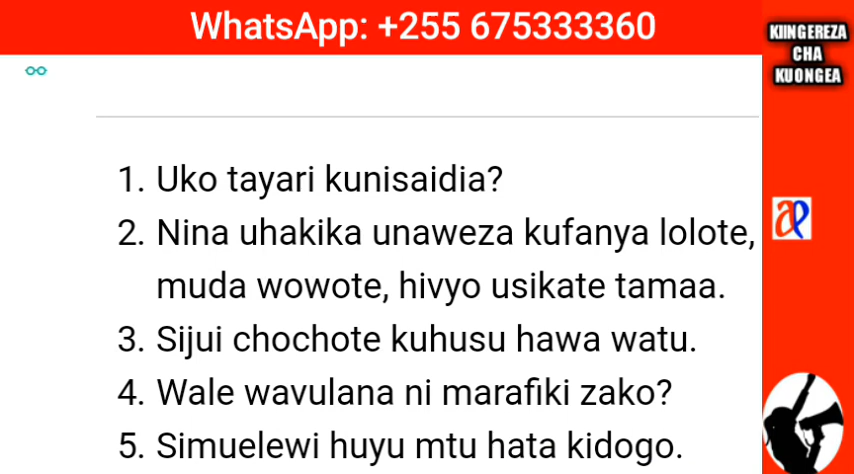 WhatsApp: +255 675333360
KIINGEREZA
CHA
KUONGEA
1. Uko tayari kunisaidia?
2. Nina uhakika unaweza kufanya lolote,
muda wowote, hivyo usikate tamaa.
3. Sijui chochote kuhusu hawa watu.
4. Wale wavulana ni marafiki zako?
5. Simuelewi huyu mtu hata kidogo.